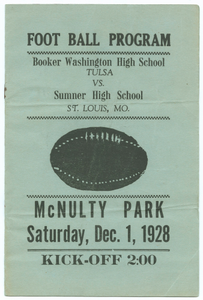 FOOT BALL PROGRAM
Booker Washington High School
TULSA
VS.
Sumner High School
ST. LOUIS, MO.
McNULTY PARK
Saturday, Dec. 1, 1928
KICK-OFF 2:00